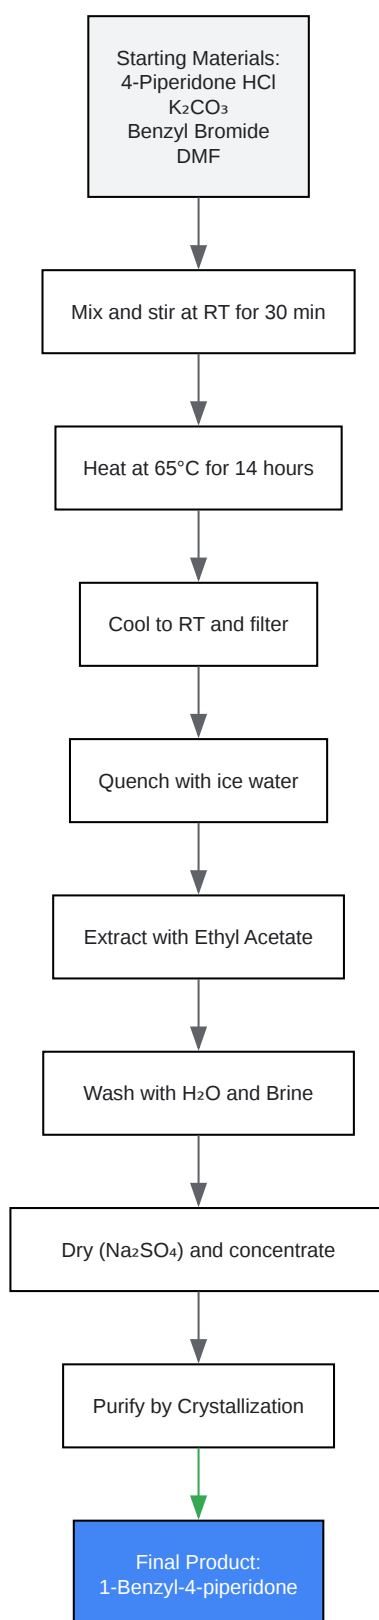 Starting Materials:
4-Piperidone HCl
K₂CO₃
Benzyl Bromide
DMF
Mix and stir at RT for 30 min
Heat at 65°C for 14 hours
Cool to RT and filter
Quench with ice water
Extract with Ethyl Acetate
Wash with H₂O and Brine
Dry (Na₂SO₄) and concentrate
Purify by Crystallization
Final Product:
1-Benzyl-4-piperidone